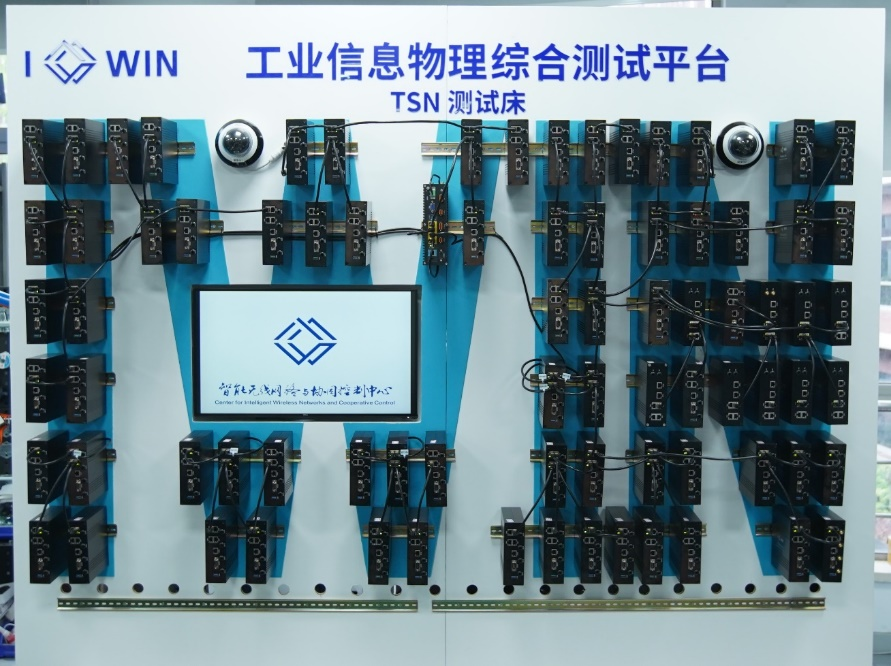 I WIN
工业信息物理综合测试平台
TSN 测试床
智能无线网络与协同控制中心
Center for Intelligent Wireless Networks and Cooperative Control